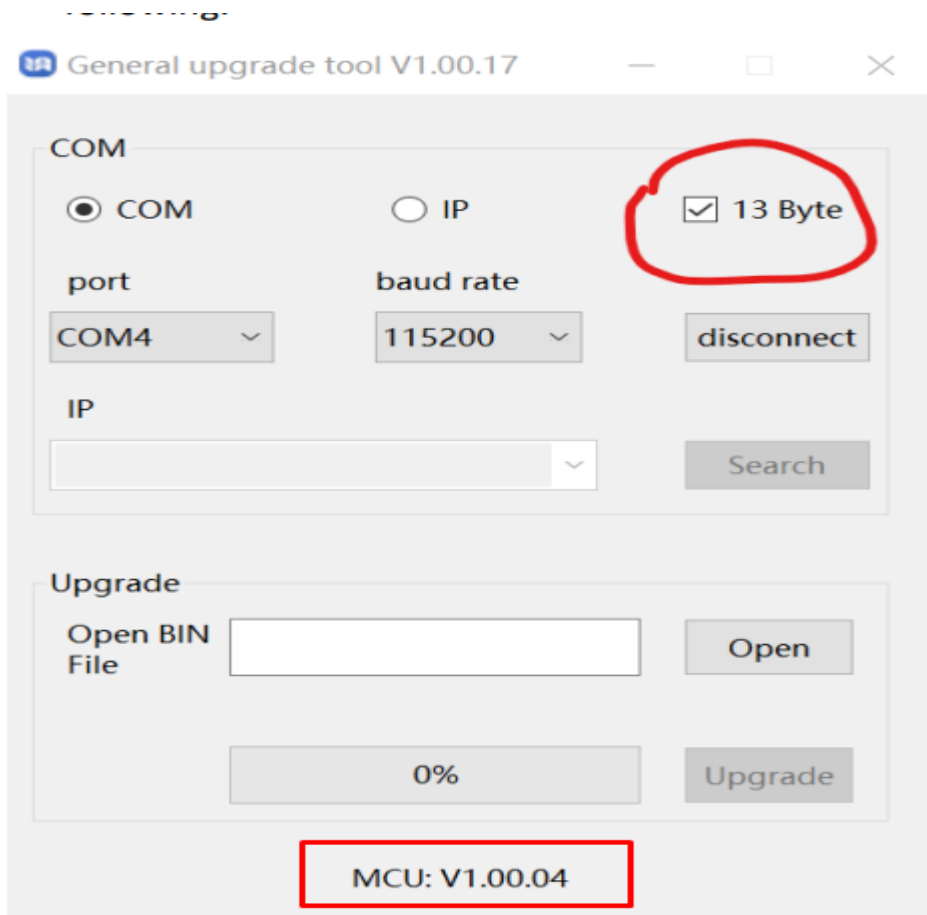 General upgrade tool V1.00.17
COM
COM
IP
13 Byte
port
baud rate
COM4
115200
disconnect
IP
Search
Upgrade
Open BIN
File
Open
0%
Upgrade
MCU: V1.00.04